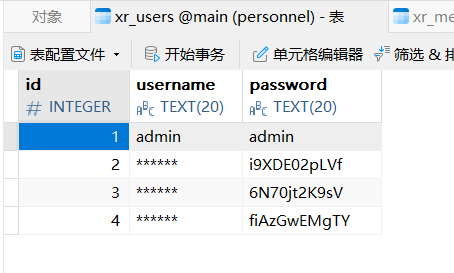 对象 xr_users @main (personnel) - 表 xr_me
表配置文件 开始事务 单元格编辑器 筛选 &
id username password
# INTEGER ABC TEXT(20) ABC TEXT(20)
1 admin admin
2 ****** i9XDE02pLVf
3 ****** 6N70jt2K9sV
4 ****** fiAzGwEMgTY